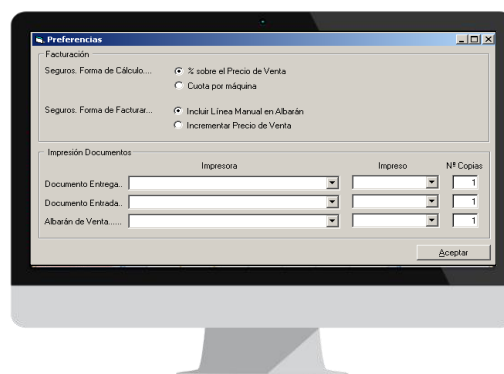 Preferencias
Facturación
Seguros. Forma de Cálculo....
% sobre el Precio de Venta
Cuota por máquina
Seguros. Forma de Facturar...
Incluir Línea Manual en Albarán
Incrementar Precio de Venta
Impresión Documentos
Impresora Impreso Nº Copias
Documento Entrega.. 1
Documento Entrada.. 1
Albarán de Venta...... 1
Aceptar